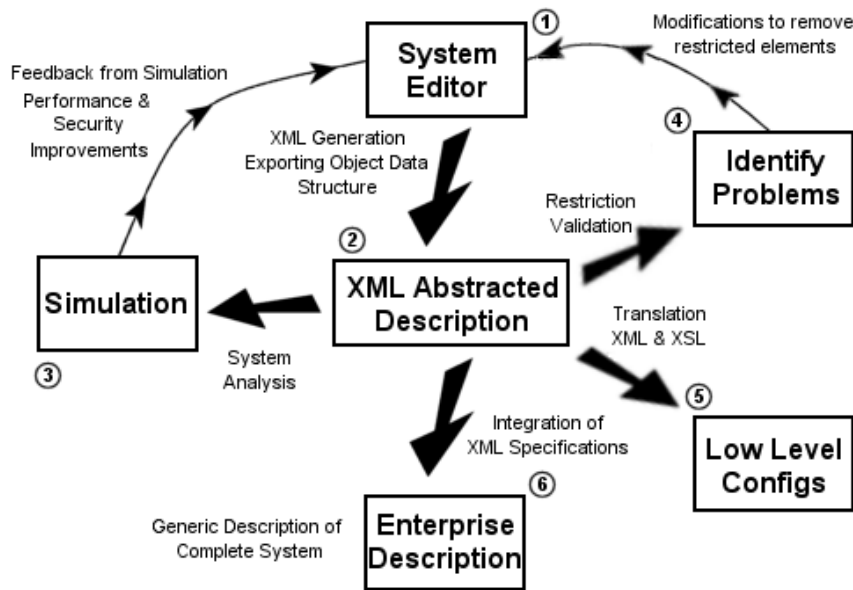 ①
System
Editor
Modifications to remove
restricted elements
Feedback from Simulation
Performance &
Security
Improvements
XML Generation
Exporting Object Data
Structure
④
Identify
Problems
Restriction
Validation
②
XML Abstracted
Description
Simulation
③
System
Analysis
Translation
XML & XSL
⑤
Low Level
Configs
Integration of
XML Specifications
⑥
Enterprise
Description
Generic Description of
Complete System